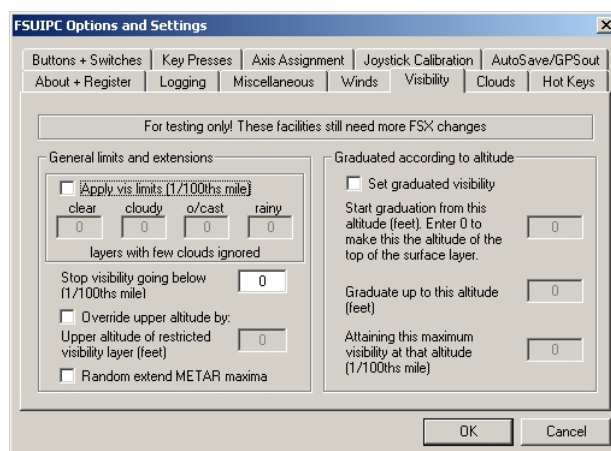 FSUIPC Options and Settings
Buttons + Switches Key Presses Axis Assignment Joystick Calibration AutoSave/GPSout
About + Register Logging Miscellaneous Winds Visibility Clouds Hot Keys
For testing only! These facilities still need more FSX changes
General limits and extensions
Apply vis limits (1/100ths mile)
clear cloudy o/cast rainy
0 0 0 0
layers with few clouds ignored
Stop visibility going below
(1/100ths mile)
0
Override upper altitude by:
Upper altitude of restricted
visibility layer (feet)
0
Random extend METAR maxima
Graduated according to altitude
Set graduated visibility
Start graduation from this
altitude (feet). Enter 0 to
make this the altitude of the
top of the surface layer.
0
Graduate up to this altitude
(feet)
0
Attaining this maximum
visibility at that altitude
(1/100ths mile)
0
OK Cancel